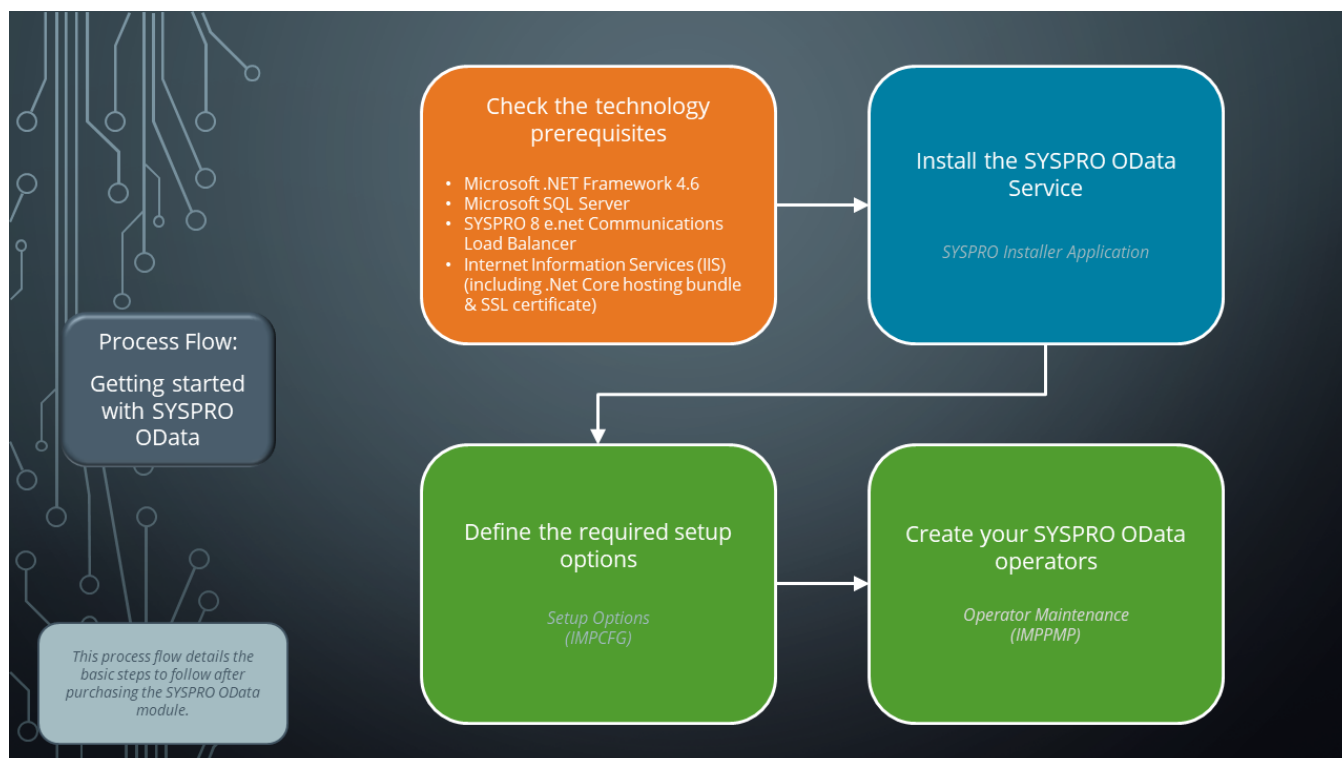 Check the technology
prerequisites
• Microsoft .NET Framework 4.6
• Microsoft SQL Server
• SYSPRO 8 e.net Communications
Load Balancer
• Internet Information Services (IIS)
(including .Net Core hosting bundle
& SSL certificate)
Install the SYSPRO OData
Service
SYSPRO Installer Application
Process Flow:
Getting started
with SYSPRO
OData
Define the required setup
options
Setup Options
(IMPCFG)
Create your SYSPRO OData
operators
Operator Maintenance
(IMPPMP)
This process flow details the
basic steps to follow after
purchasing the SYSPRO OData
module.